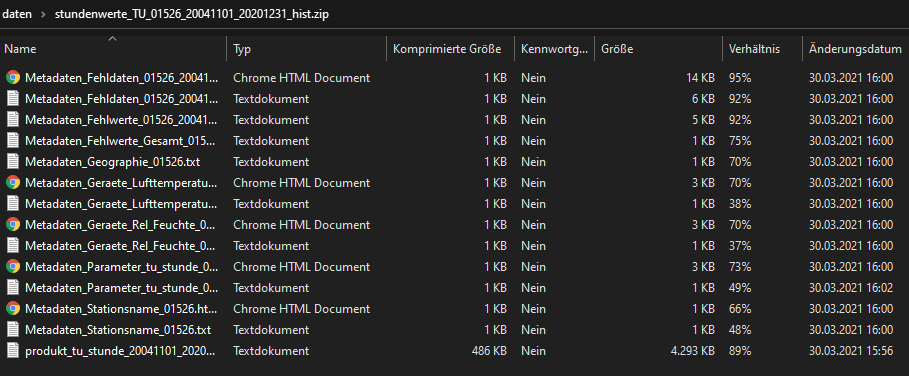 daten > stundenwerte_TU_01526_20041101_20201231_hist.zip
Name Typ Komprimierte Größe Kennwortg... Größe Verhältnis Änderungsdatum
Metadaten_Fehldaten_01526_20041... Chrome HTML Document 1 KB Nein 14 KB 95% 30.03.2021 16:00
Metadaten_Fehldaten_01526_20041... Textdokument 1 KB Nein 6 KB 92% 30.03.2021 16:00
Metadaten_Fehlwerte_01526_20041... Textdokument 1 KB Nein 5 KB 92% 30.03.2021 16:00
Metadaten_Fehlwerte_Gesamt_015... Textdokument 1 KB Nein 1 KB 75% 30.03.2021 16:00
Metadaten_Geographie_01526.txt Textdokument 1 KB Nein 1 KB 70% 30.03.2021 16:00
Metadaten_Geraete_Lufttemperatu... Chrome HTML Document 1 KB Nein 3 KB 70% 30.03.2021 16:00
Metadaten_Geraete_Lufttemperatu... Textdokument 1 KB Nein 1 KB 38% 30.03.2021 16:00
Metadaten_Geraete_Rel_Feuchte_0... Chrome HTML Document 1 KB Nein 3 KB 70% 30.03.2021 16:00
Metadaten_Geraete_Rel_Feuchte_0... Textdokument 1 KB Nein 1 KB 37% 30.03.2021 16:00
Metadaten_Parameter_tu_stunde_0... Chrome HTML Document 1 KB Nein 3 KB 73% 30.03.2021 16:00
Metadaten_Parameter_tu_stunde_0... Textdokument 1 KB Nein 1 KB 49% 30.03.2021 16:02
Metadaten_Stationsname_01526.ht... Chrome HTML Document 1 KB Nein 1 KB 66% 30.03.2021 16:00
Metadaten_Stationsname_01526.txt Textdokument 1 KB Nein 1 KB 48% 30.03.2021 16:00
produkt_tu_stunde_20041101_2020... Textdokument 486 KB Nein 4.293 KB 89% 30.03.2021 15:56